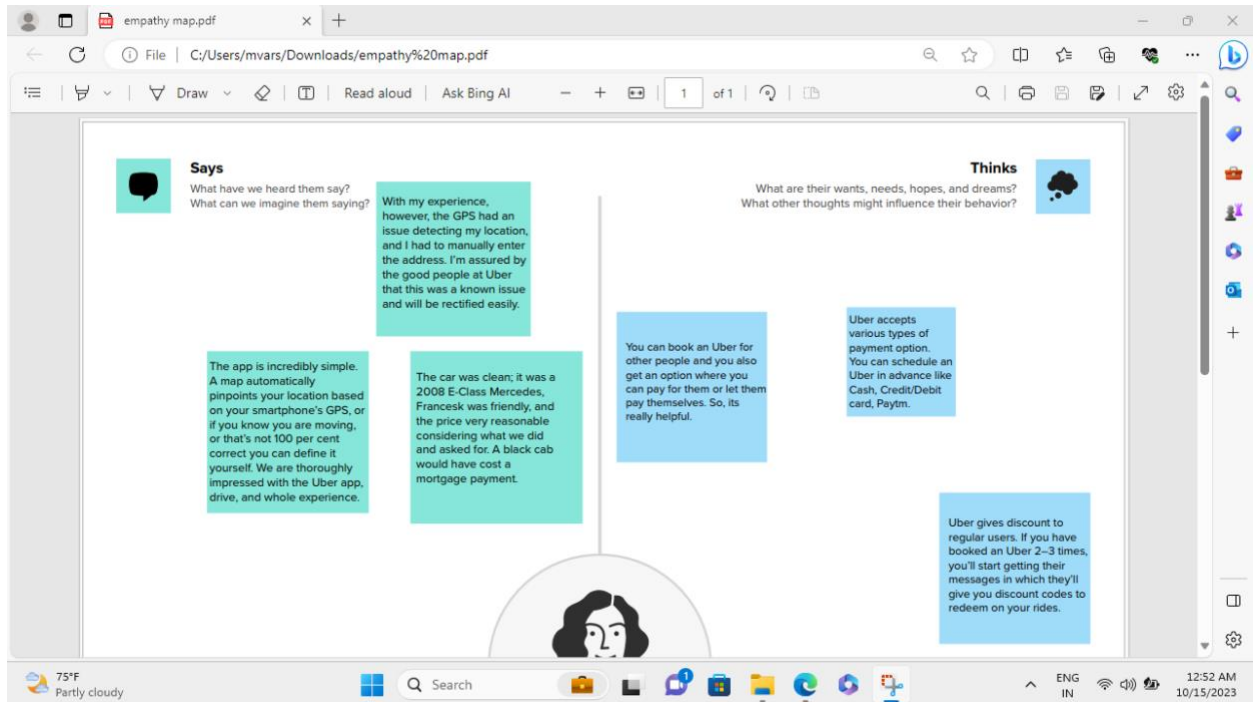 empathy map.pdf
File | C:/Users/mvars/Downloads/empathy%20map.pdf
Draw
Read aloud
Ask Bing AI
1 of 1
Says
What have we heard them say?
What can we imagine them saying?
With my experience,
however, the GPS had an
issue detecting my location,
and I had to manually enter
the address. I'm assured by
the good people at Uber
that this was a known issue
and will be rectified easily.
The app is incredibly simple.
A map automatically
pinpoints your location based
on your smartphone's GPS, or
if you know you are moving,
or that's not 100 per cent
correct you can define it
yourself. We are thoroughly
impressed with the Uber app,
drive, and whole experience.
The car was clean; it was a
2008 E-Class Mercedes,
Francesk was friendly, and
the price very reasonable
considering what we did
and asked for. A black cab
would have cost a
mortgage payment.
Thinks
What are their wants, needs, hopes, and dreams?
What other thoughts might influence their behavior?
You can book an Uber for
other people and you also
get an option where you
can pay for them or let them
pay themselves. So, its
really helpful.
Uber accepts
various types of
payment option.
You can schedule an
Uber in advance like
Cash, Credit/Debit
card, Paytm.
Uber gives discount to
regular users. If you have
booked an Uber 2–3 times,
you'll start getting their
messages in which they'll
give you discount codes to
redeem on your rides.
75°F
Partly cloudy
Search
1
ENG
IN
12:52 AM
10/15/2023